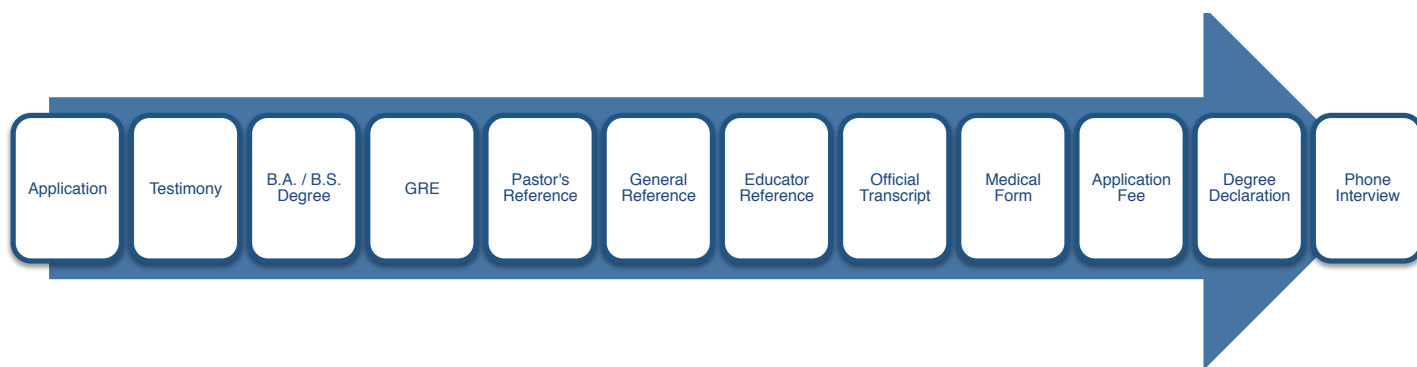 Application
Testimony
B.A. / B.S.
Degree
GRE
Pastor's
Reference
General
Reference
Educator
Reference
Official
Transcript
Medical
Form
Application
Fee
Degree
Declaration
Phone
Interview